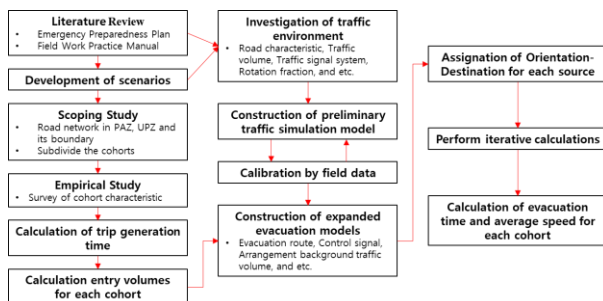 Literature Review
• Emergency Preparedness Plan
• Field Work Practice Manual
Development of scenarios
Scoping Study
• Road network in PAZ, UPZ and
its boundary
• Subdivide the cohorts
Empirical Study
• Survey of cohort characteristic
Calculation of trip generation
time
Calculation entry volumes
for each cohort
Investigation of traffic
environment
• Road characteristic, Traffic
volume, Traffic signal system,
Rotation fraction, and etc.
Construction of preliminary
traffic simulation model
Calibration by field data
Construction of expanded
evacuation models
• Evacuation route, Control signal,
Arrangement background traffic
volume, and etc.
Assignation of Orientation-
Destination for each source
Perform iterative calculations
Calculation of evacuation
time and average speed for
each cohort